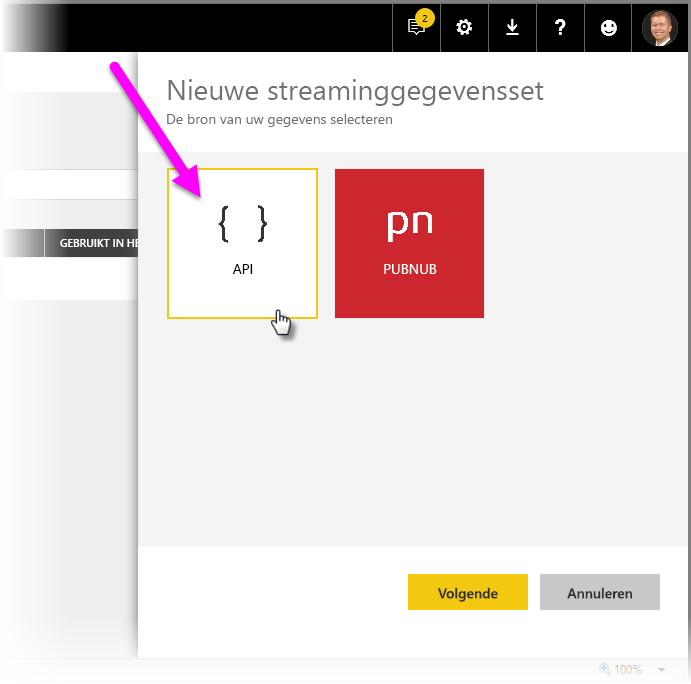 2
?
Nieuwe streaminggegevensset
De bron van uw gegevens selecteren
{ }
pn
API
PUBNUB
GEBRUIKT IN HE
Volgende
Annuleren
100%